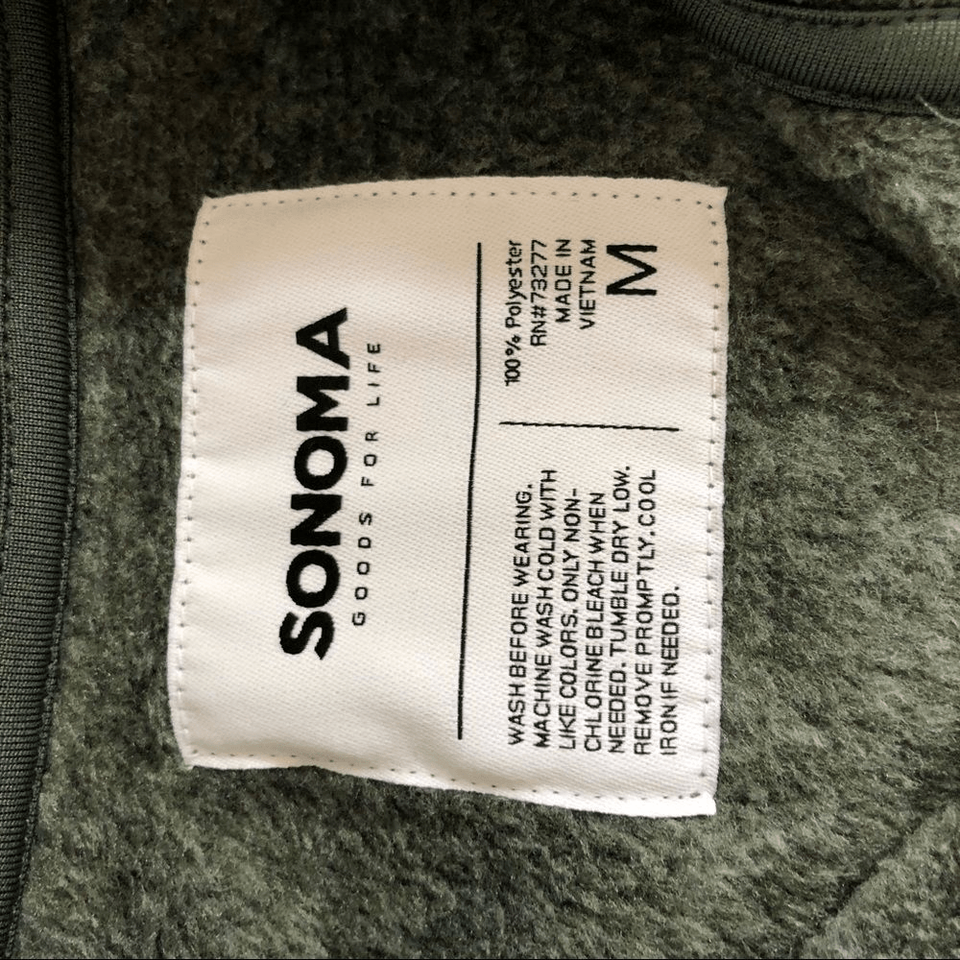 SONOMA
GOODS FOR LIFE
WASH BEFORE WEARING.
MACHINE WASH COLD WITH
LIKE COLORS. ONLY NON-
CHLORINE BLEACH WHEN
NEEDED. TUMBLE DRY LOW.
REMOVE PROMPTLY.COOL
IRON IF NEEDED.
100% Polyester
RN#73277
MADE IN
VIETNAM
M